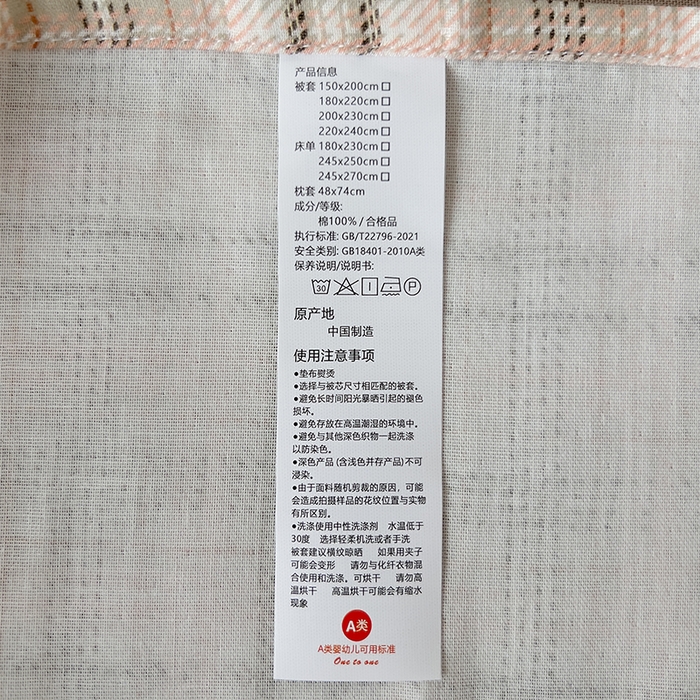 产品信息
被套 150x200cm□
180x220cm□
200x230cm□
220x240cm□
床单 180x230cm□
245x250cm□
245x270cm□
枕套 48x74cm
成分/等级:
棉100% / 合格品
执行标准: GB/T22796-2021
安全类别: GB18401-2010A类
保养说明/说明书:
30 P
原产地
中国制造
使用注意事项
●垫布熨烫
●选择与被芯尺寸相匹配的被套。
●避免长时间阳光暴晒引起的褪色
损坏。
●避免存放在高温潮湿的环境中。
●避免与其他深色织物一起洗涤
以防染色。
●深色产品 (含浅色并存产品)不可
浸染。
●由于面料随机剪裁的原因，可能
会造成拍摄样品的花纹位置与实物
有所区别。
●洗涤使用中性洗涤剂 水温低于
30度 选择轻柔机洗或者手洗
被套建议横纹晾晒 如果用夹子
可能会变形 请勿与化纤衣物混
合使用和洗涤。可烘干 请勿高
温烘干 高温烘干可能会有缩水
现象
A类
A类婴幼儿可用标准
One to one